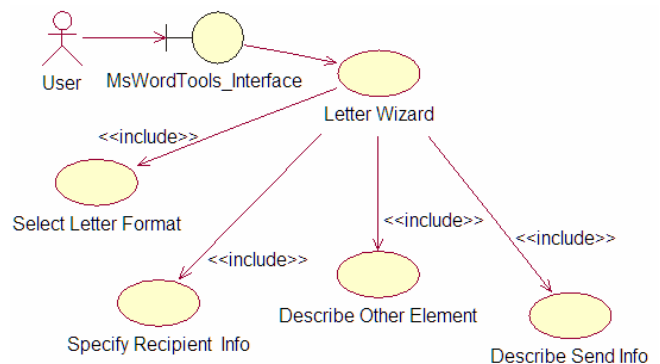 User
MsWordTools_Interface
Letter Wizard
<<include>>
Select Letter Format
<<include>>
<<include>>
<<include>>
Specify Recipient Info
Describe Other Element
Describe Send Info